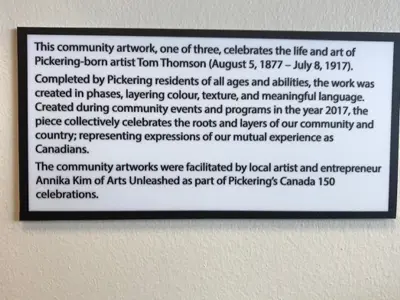 This community artwork, one of three, celebrates the life and art of
Pickering-born artist Tom Thomson (August 5, 1877 – July 8, 1917).
Completed by Pickering residents of all ages and abilities, the work was
created in phases, layering colour, texture, and meaningful language.
Created during community events and programs in the year 2017, the
piece collectively celebrates the roots and layers of our community and
country; representing expressions of our mutual experience as
Canadians.
The community artworks were facilitated by local artist and entrepreneur
Annika Kim of Arts Unleashed as part of Pickering's Canada 150
celebrations.